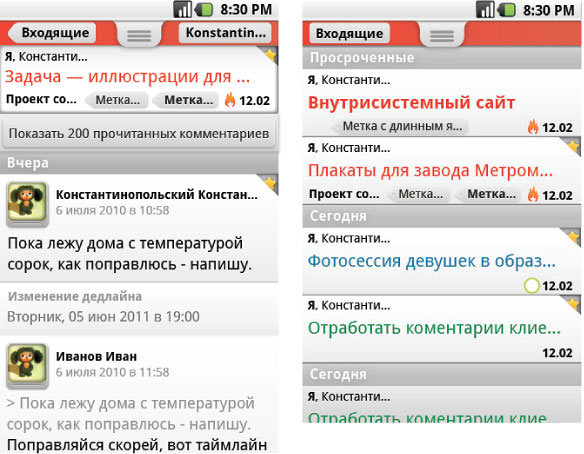 8:30 PM
Входящие
Konstantin...
Я, Константи...
Задача — иллюстрации для ...
Проект со... Метка... Метка... 12.02
Показать 200 прочитанных комментариев
Вчера
Константинопольский Констан...
6 июля 2010 в 10:58
Пока лежу дома с температурой
сорок, как поправлюсь - напишу.
Изменение дедлайна
Вторник, 05 июн 2011 в 19:00
Иванов Иван
6 июля 2010 в 11:58
> Пока лежу дома с температурой
сорок, как поправлюсь - напишу.
Поправляйся скорей, вот таймлайн
8:30 PM
Входящие
Просроченные
Я, Константи...
Внутрисистемный сайт
Метка с длинным я... 12.02
Я, Константи...
Плакаты для завода Метром...
Проект со... Метка... Метка... 12.02
Сегодня
Я, Константи...
Фотосессия девушек в образ...
12.02
Я, Константи...
Отработать коментарии клие...
12.02
Сегодня
Я, Константи...
Отработать коментарии клие...